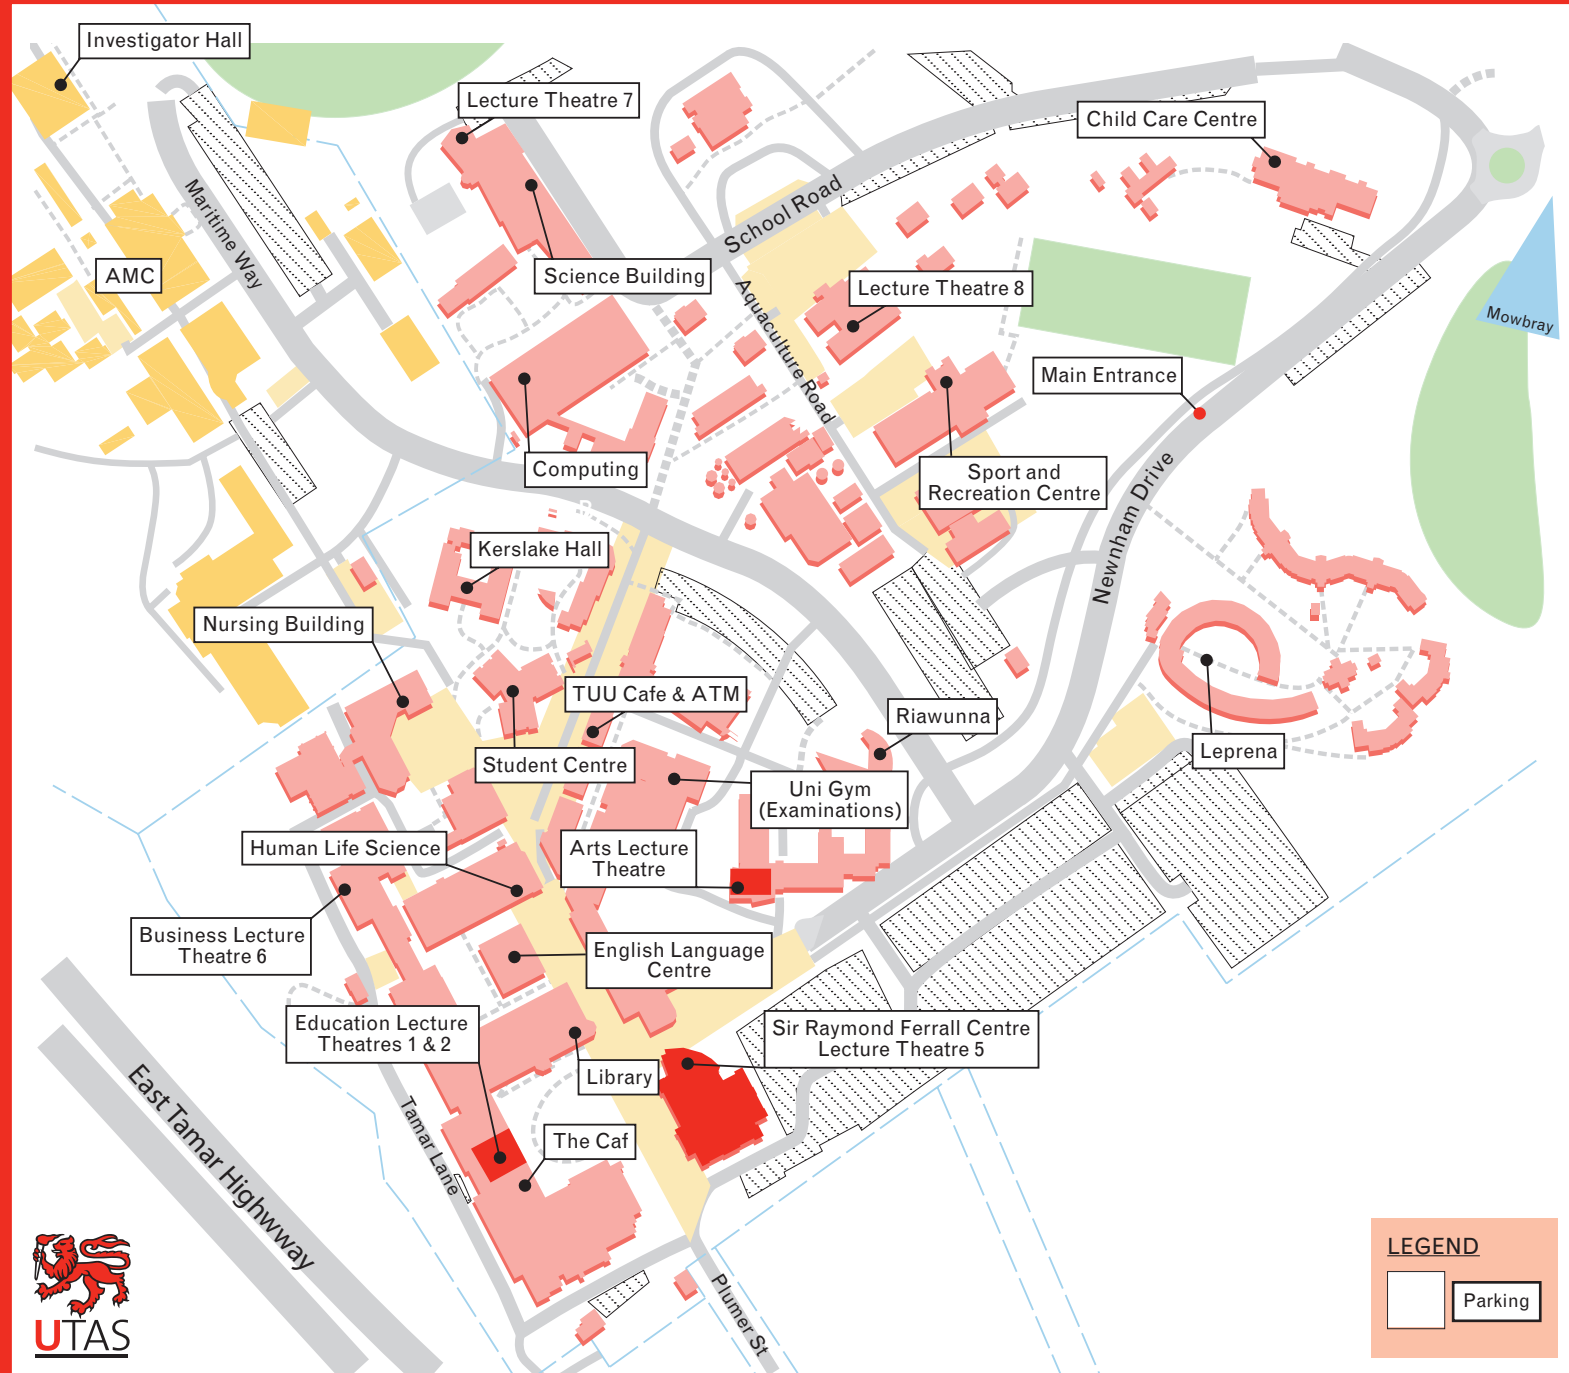 Investigator Hall
Lecture Theatre 7
Child Care Centre
Maritime Way
School Road
AMC
Science Building
Lecture Theatre 8
Aquaculture Road
Mowbray
Main Entrance
Computing
Sport and
Recreation Centre
Newnham Drive
Kerslake Hall
Nursing Building
TUU Cafe & ATM
Riawunna
Student Centre
Leprena
Uni Gym
(Examinations)
Human Life Science
Arts Lecture
Theatre
Business Lecture
Theatre 6
English Language
Centre
Education Lecture
Theatres 1 & 2
Sir Raymond Ferrall Centre
Lecture Theatre 5
Library
The Caf
Tamar Lane
East Tamar Highwway
Plumer St
UTAS
LEGEND
Parking